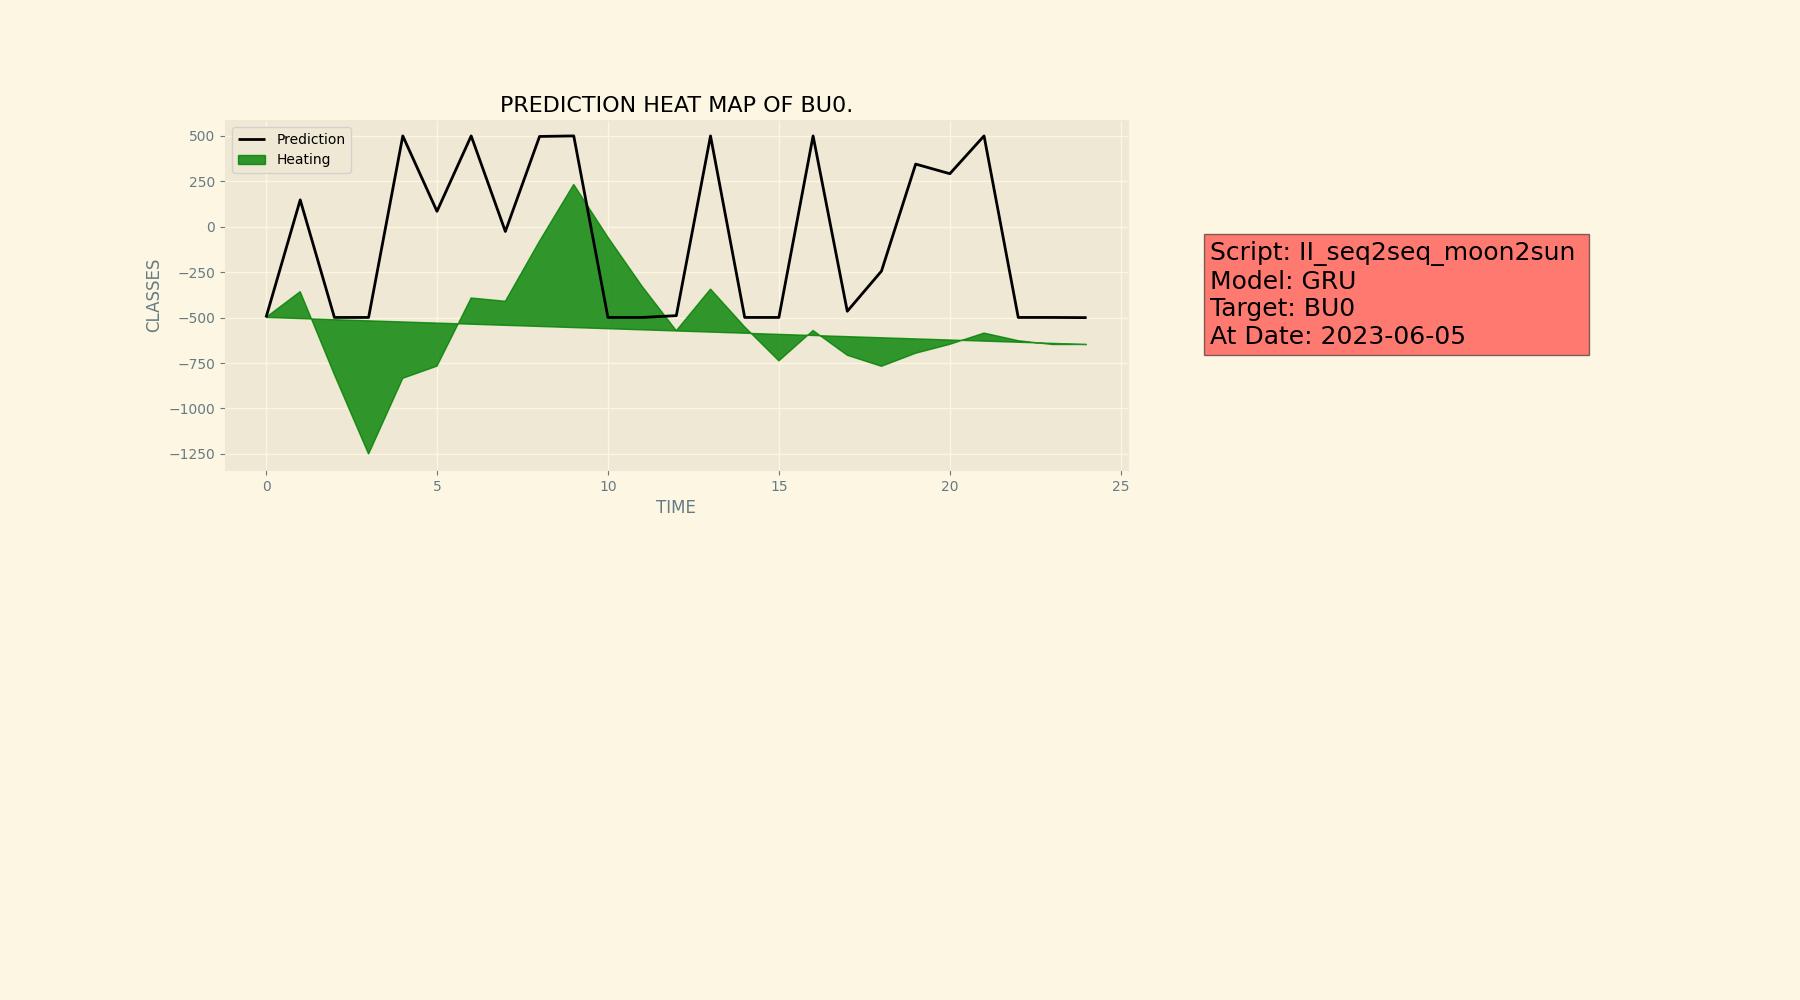 PREDICTION HEAT MAP OF BU0.
Prediction
Heating
500
250
0
−250
−500
−750
−1000
−1250
CLASSES
0 5 10 15 20 25
TIME
Script: II_seq2seq_moon2sun
Model: GRU
Target: BU0
At Date: 2023-06-05